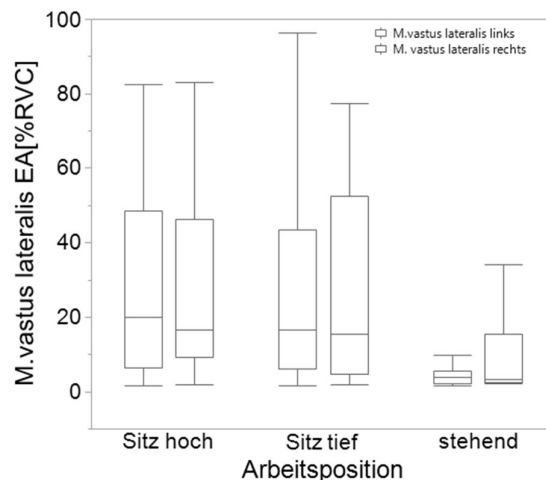 100
80
60
40
20
0
M.vastus lateralis EA[%RVC]
M.vastus lateralis links
M. vastus lateralis rechts
Sitz hoch
Sitz tief
stehend
Arbeitsposition